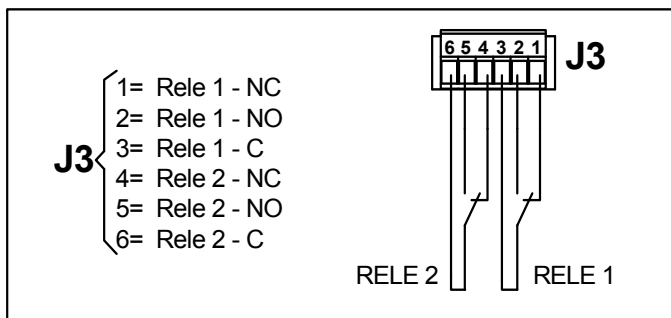 J3
1= Rele 1 - NC
2= Rele 1 - NO
3= Rele 1 - C
4= Rele 2 - NC
5= Rele 2 - NO
6= Rele 2 - C
6 5 4 3 2 1
J3
RELE 2
RELE 1